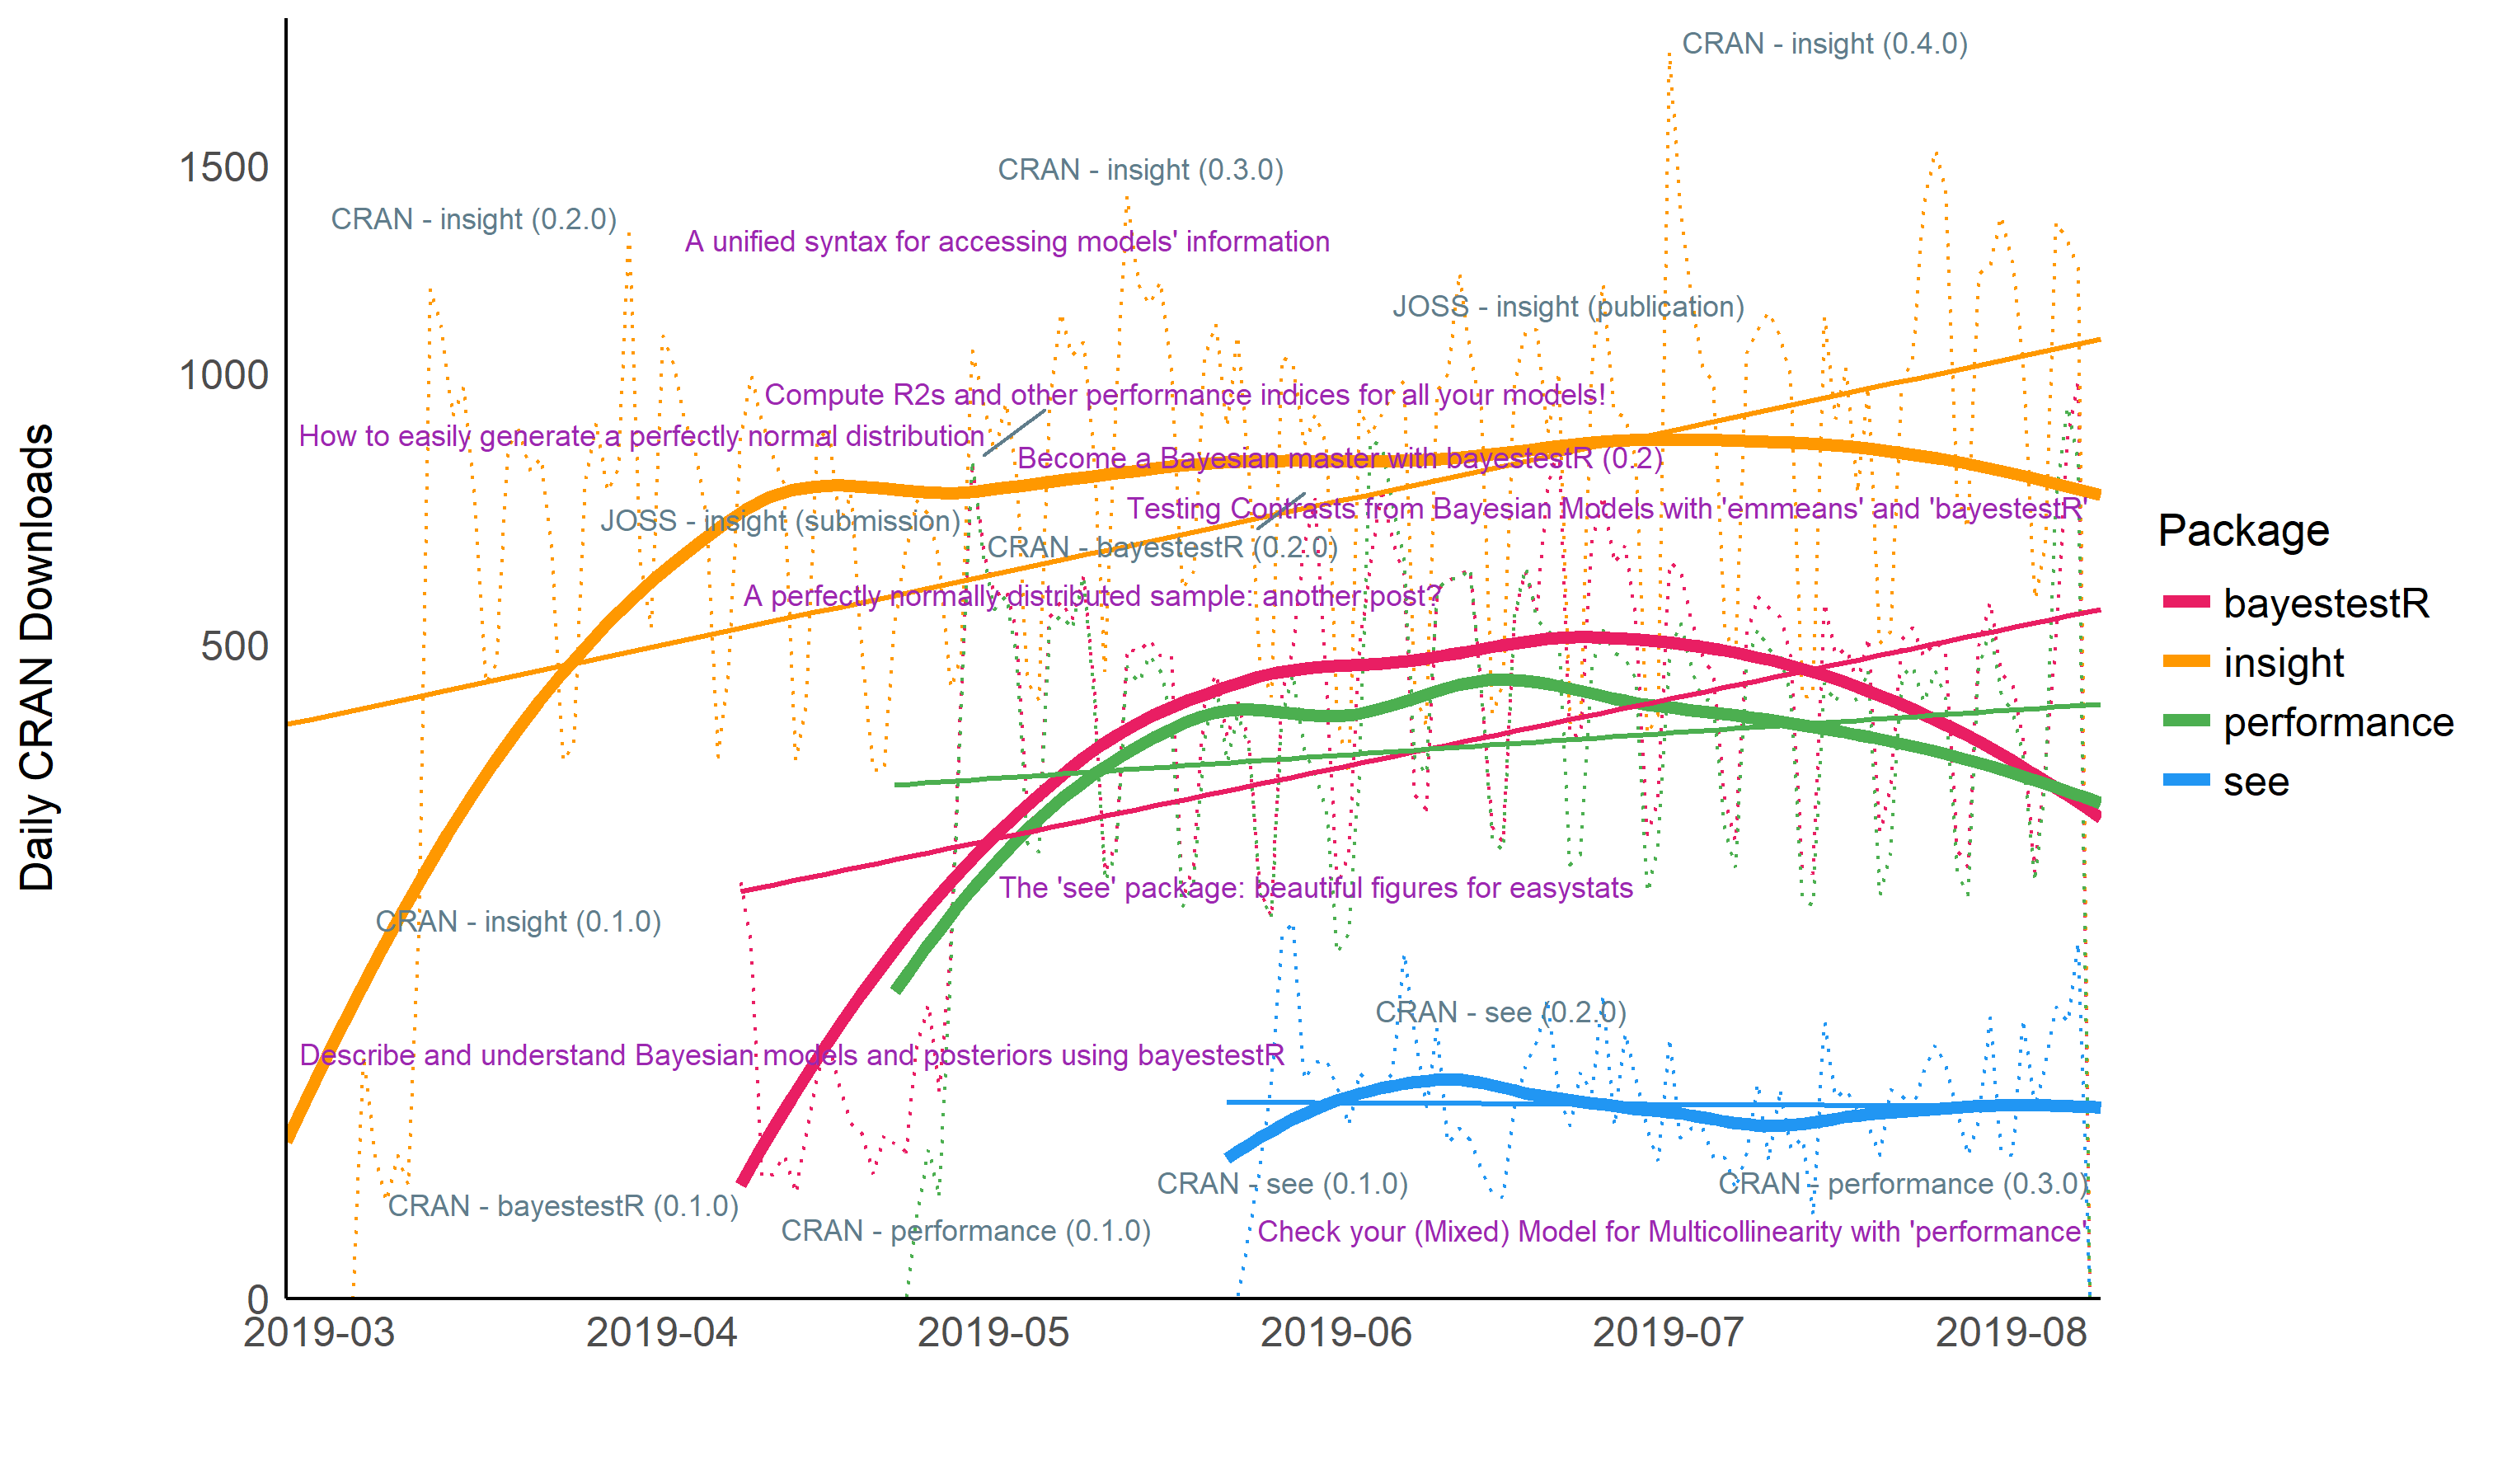 CRAN - insight (0.4.0)
1500
CRAN - insight (0.3.0)
CRAN - insight (0.2.0)
A unified syntax for accessing models' information
JOSS - insight (publication)
1000
Compute R2s and other performance indices for all your models!
How to easily generate a perfectly normal distribution
Become a Bayesian master with bayestestR (0.2)
Testing Contrasts from Bayesian Models with 'emmeans' and 'bayestestR'
JOSS - insight (submission)
CRAN - bayestestR (0.2.0)
A perfectly normally distributed sample: another post?
500
Daily CRAN Downloads
The 'see' package: beautiful figures for easystats
CRAN - insight (0.1.0)
CRAN - see (0.2.0)
Describe and understand Bayesian models and posteriors using bayestestR
CRAN - see (0.1.0)
CRAN - performance (0.3.0)
CRAN - bayestestR (0.1.0)
CRAN - performance (0.1.0)
Check your (Mixed) Model for Multicollinearity with 'performance'
0
2019-03
2019-04
2019-05
2019-06
2019-07
2019-08
Package
bayestestR
insight
performance
see